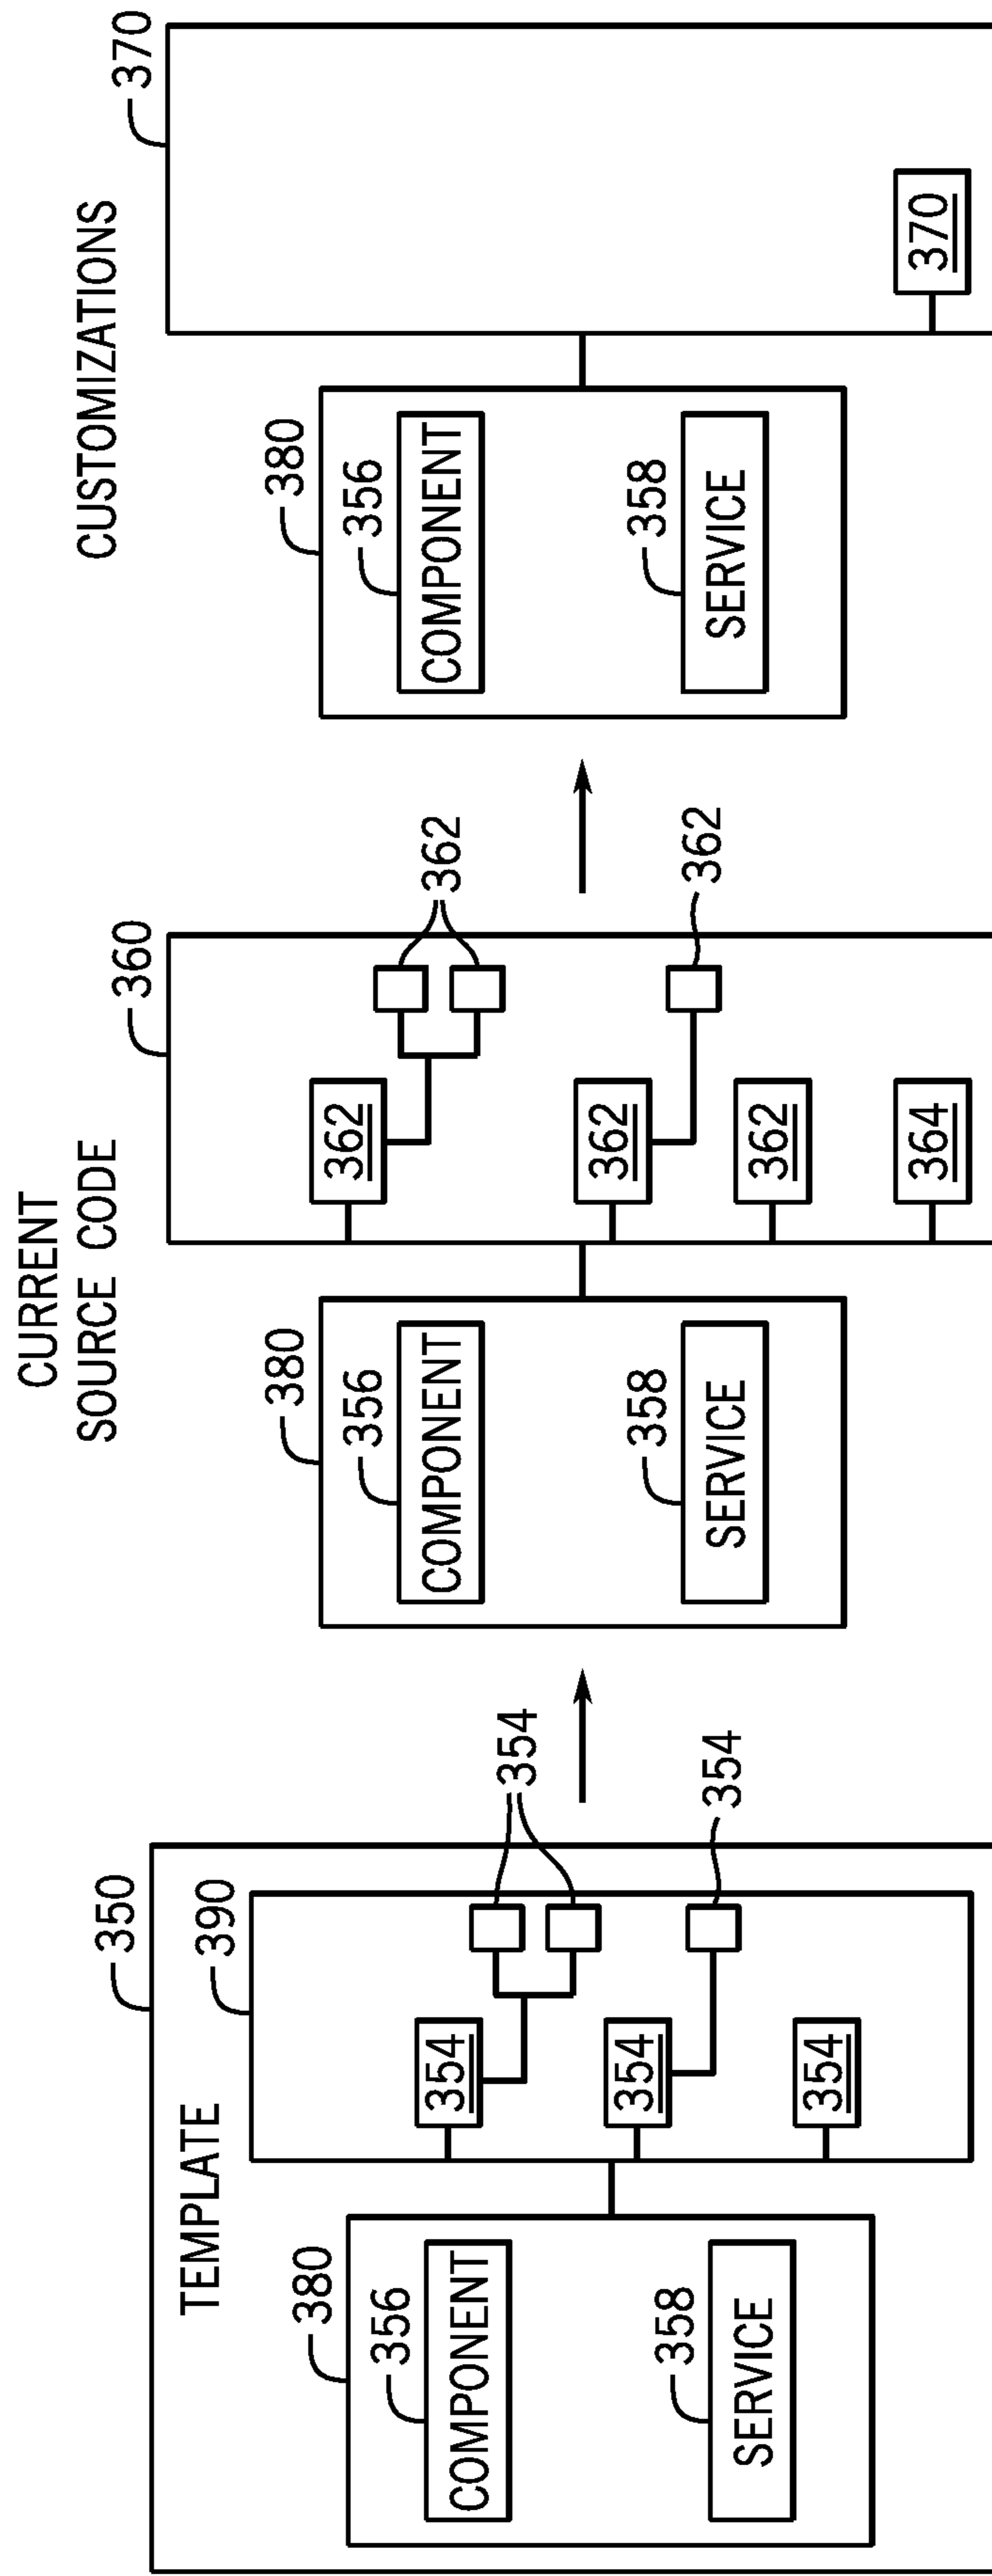 350
TEMPLATE
390
380
356
COMPONENT
358
SERVICE
354
354
354
354
354
CURRENT
SOURCE CODE
360
380
356
COMPONENT
358
SERVICE
362
362
362
362
362
364
CUSTOMIZATIONS
370
380
356
COMPONENT
358
SERVICE
370